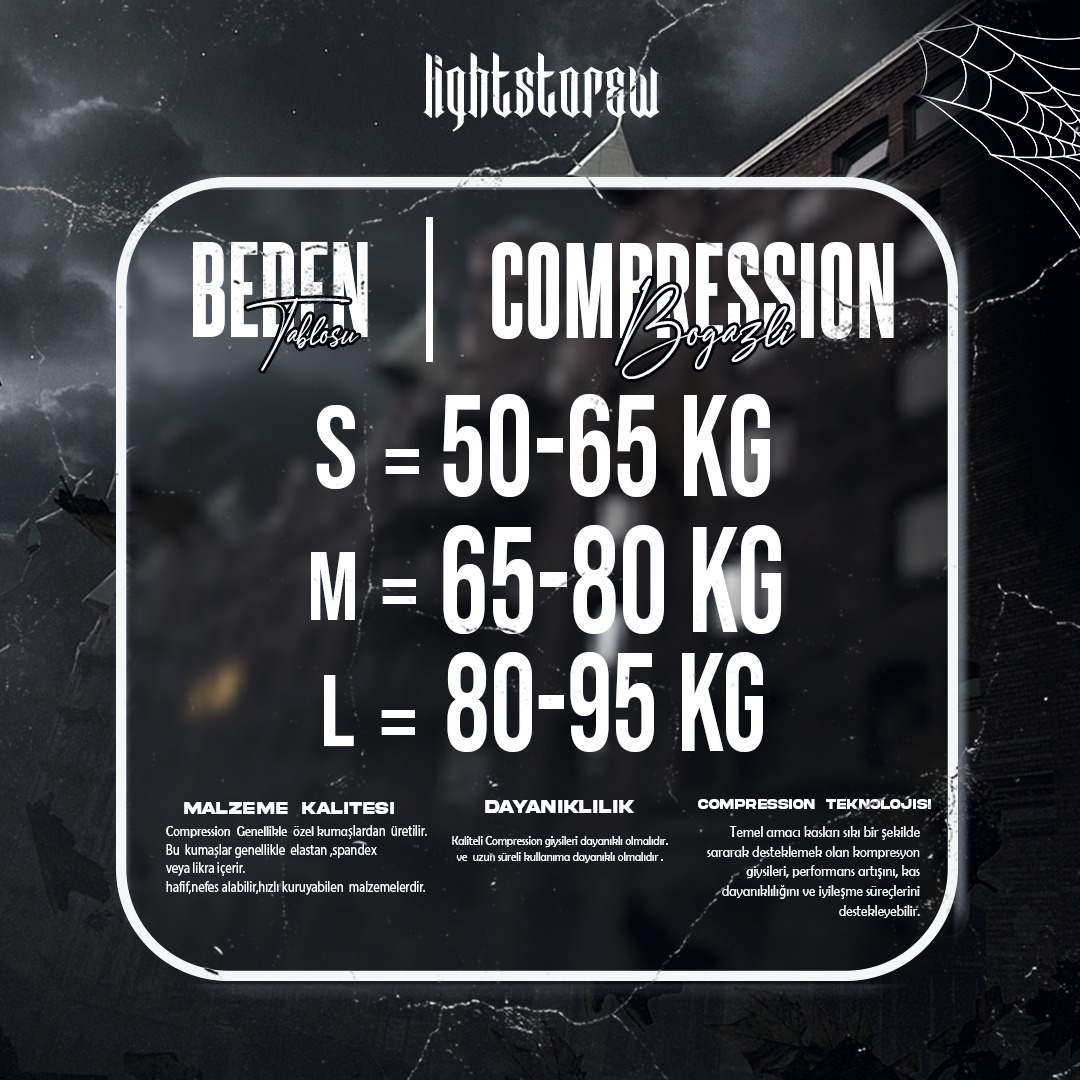 lightstorew
BEDEN Tablosu
COMPRESSION Bogazli
S = 50-65 KG
M = 65-80 KG
L = 80-95 KG
MALZEME KALITESI
Compression Genellikle özel kumaşlardan üretilir.
Bu kumaşlar genellikle elastan ,spandex
veya likra içerir.
hafif,nefes alabilir,hızlı kuruyabilen malzemelerdir.
DAYANIKLILIK
Kaliteli Compression giysileri dayanıklı olmalıdır.
ve uzun süreli kullanıma dayanıklı olmalıdır .
COMPRESSION TEKNOLOJISI
Temel amacı kasları sıkı bir şekilde
sararak desteklemek olan kompresyon
giysileri, performans artışını, kas
dayanıklılığını ve iyileşme süreçlerini
destekleyebilir.